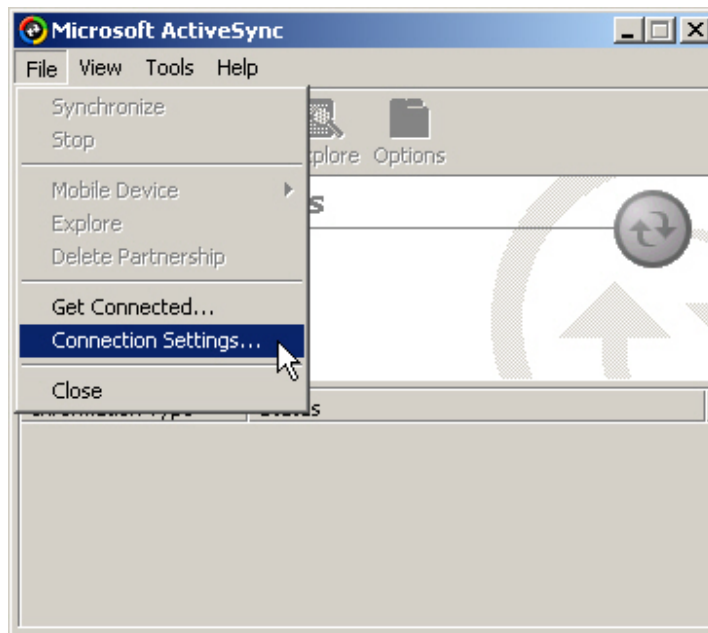 Microsoft ActiveSync
File View Tools Help
Synchronize
Stop
plore Options
Mobile Device
Explore
Delete Partnership
Get Connected...
Connection Settings...
Close